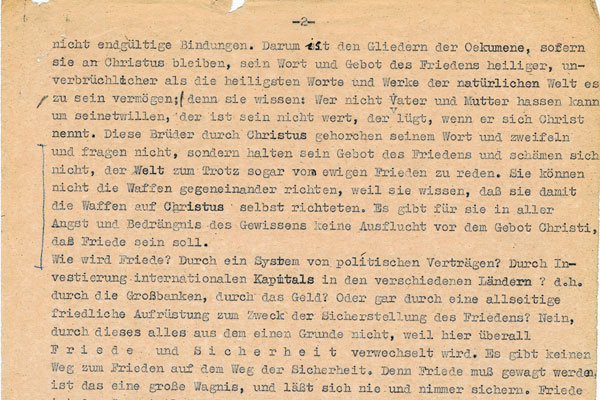 -2-
nicht endgültige Bindungen. Darum ist den Gliedern der Oekumene, sofern
sie an Christus bleiben, sein Wort und Gebot des Friedens heiliger, un-
verbrüchlicher als die heiligsten Worte und Werke der natürlichen Welt es
zu sein vermögen; denn sie wissen: Wer nicht Vater und Mutter hassen kann
um seinetwillen, der ist sein nicht wert, der lügt, wenn er sich Christ
nennt. Diese Brüder durch Christus gehorchen seinem Wort und zweifeln
und fragen nicht, sondern halten sein Gebot des Friedens und schämen sich
nicht, der Welt zum Trotz sogar vom ewigen Frieden zu reden. Sie können
nicht die Waffen gegeneinander richten, weil sie wissen, daß sie damit
die Waffen auf Christus selbst richteten. Es gibt für sie in aller
Angst und Bedrängnis des Gewissens keine Ausflucht vor dem Gebot Christi,
daß Friede sein soll.
Wie wird Friede? Durch ein System von politischen Verträgen? Durch In-
vestierung internationalen Kapitals in den verschiedenen Ländern ? d.h.
durch die Großbanken, durch das Geld? Oder gar durch eine allseitige
friedliche Aufrüstung zum Zweck der Sicherstellung des Friedens? Nein,
durch dieses alles aus dem einen Grunde nicht, weil hier überall
F r i e d e und S i c h e r h e i t verwechselt wird. Es gibt keinen
Weg zum Frieden auf dem Weg der Sicherheit. Denn Friede muß gewagt werden,
ist das eine große Wagnis, und läßt sich nie und nimmer sichern. Friede